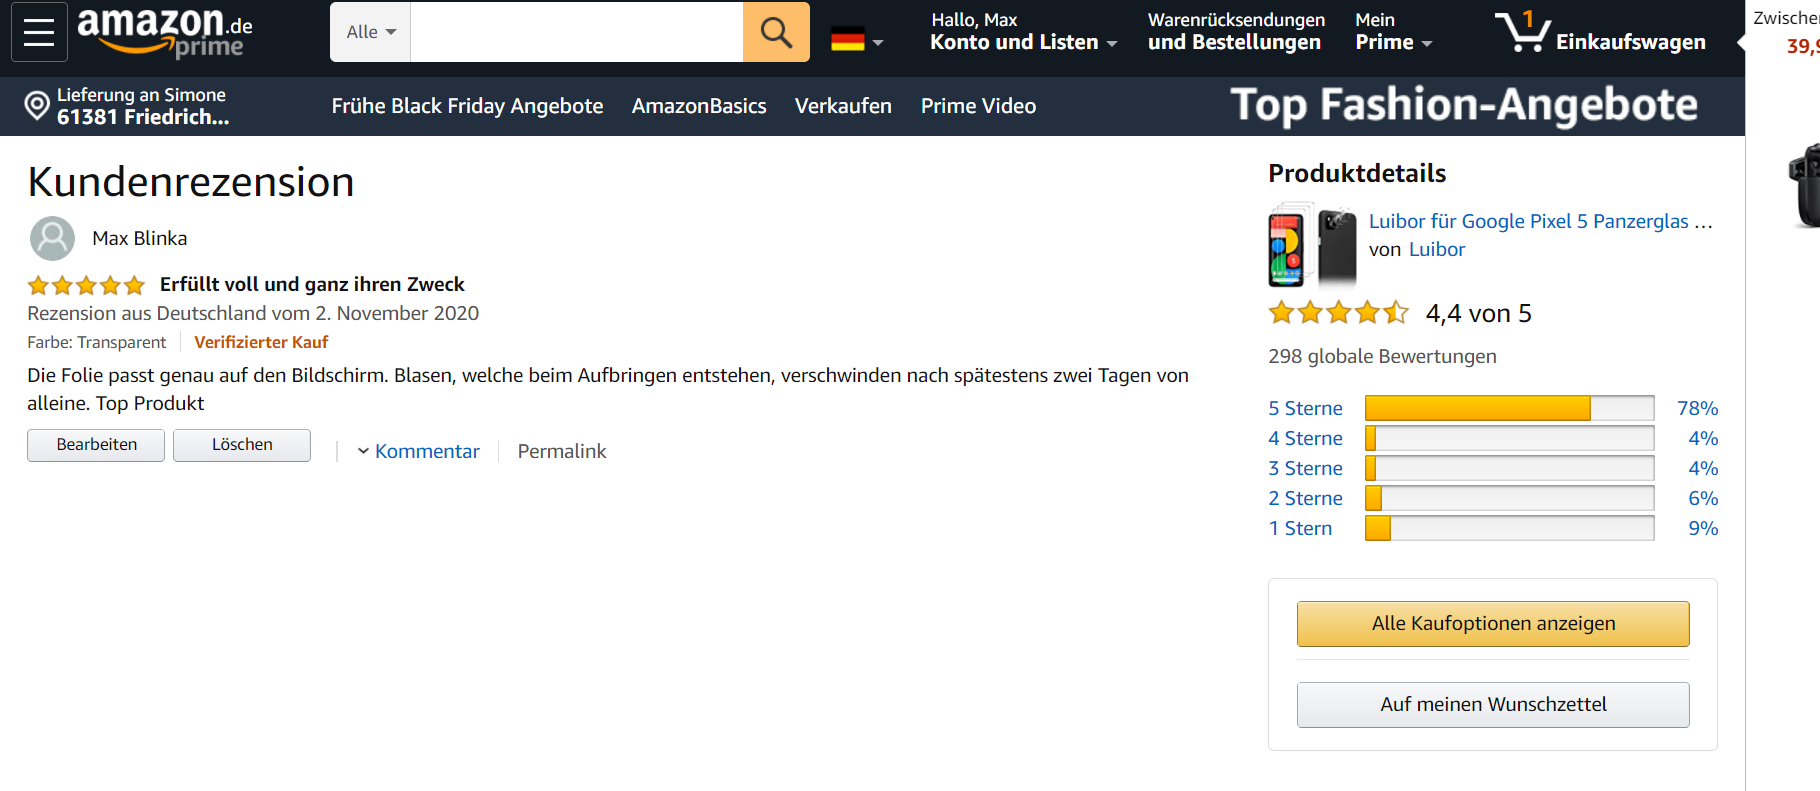 amazon.de
prime
Alle
Hallo, Max
Konto und Listen
Warenrücksendungen
und Bestellungen
Mein
Prime
1
Einkaufswagen
Lieferung an Simone
61381 Friedrich...
Frühe Black Friday Angebote
AmazonBasics
Verkaufen
Prime Video
Top Fashion-Angebote
Kundenrezension
Max Blinka
Erfüllt voll und ganz ihren Zweck
Rezension aus Deutschland vom 2. November 2020
Farbe: Transparent
Verifizierter Kauf
Die Folie passt genau auf den Bildschirm. Blasen, welche beim Aufbringen entstehen, verschwinden nach spätestens zwei Tagen von
alleine. Top Produkt
Bearbeiten
Löschen
Kommentar
Permalink
Produktdetails
Luibor für Google Pixel 5 Panzerglas ...
von Luibor
4,4 von 5
298 globale Bewertungen
5 Sterne 78%
4 Sterne 4%
3 Sterne 4%
2 Sterne 6%
1 Stern 9%
Alle Kaufoptionen anzeigen
Auf meinen Wunschzettel